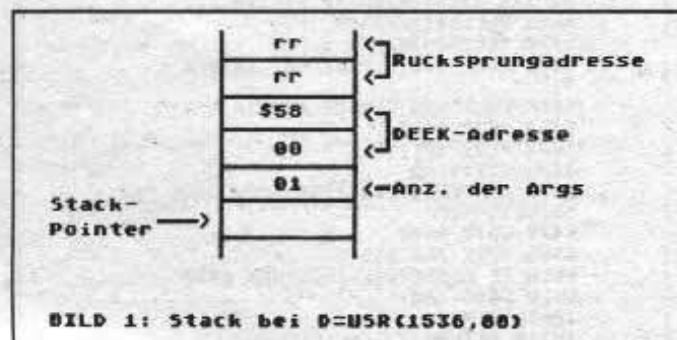 rr
Rucksprungadresse
rr
$58
DEEK-Adresse
00
01
Anz. der Args
Stack-
Pointer
BILD 1: Stack bei D=USR(1536,88)